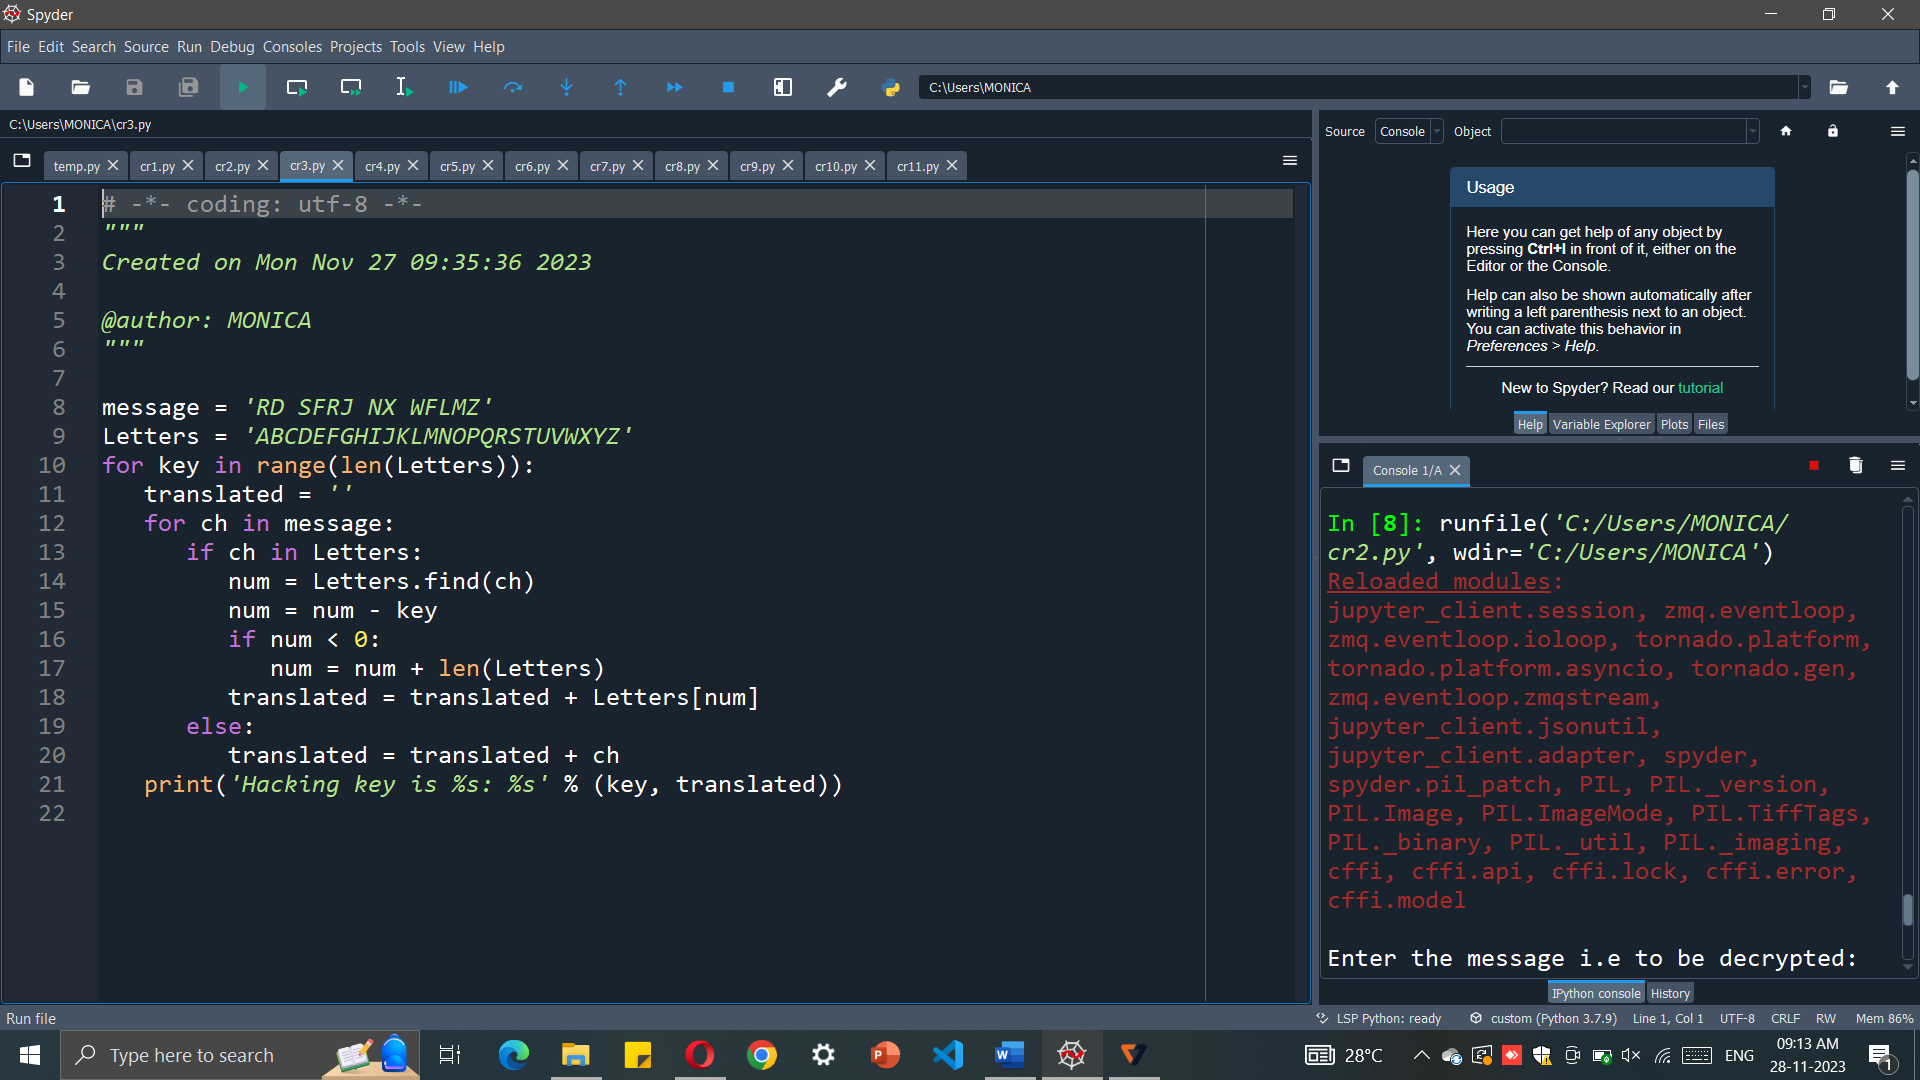 Spyder
File Edit Search Source Run Debug Consoles Projects Tools View Help
C:\Users\MONICA
C:\Users\MONICA\cr3.py
temp.py cr1.py cr2.py cr3.py cr4.py cr5.py cr6.py cr7.py cr8.py cr9.py cr10.py cr11.py
1 # -*- coding: utf-8 -*-
2 """
3 Created on Mon Nov 27 09:35:36 2023
4
5 @author: MONICA
6 """
7
8 message = 'RD SFRJ NX WFLMZ'
9 Letters = 'ABCDEFGHIJKLMNOPQRSTUVWXYZ'
10 for key in range(len(Letters)):
11    translated = ''
12    for ch in message:
13       if ch in Letters:
14          num = Letters.find(ch)
15          num = num - key
16          if num < 0:
17             num = num + len(Letters)
18          translated = translated + Letters[num]
19       else:
20          translated = translated + ch
21    print('Hacking key is %s: %s' % (key, translated))
22
Source Console Object
Usage
Here you can get help of any object by
pressing Ctrl+I in front of it, either on the
Editor or the Console.
Help can also be shown automatically after
writing a left parenthesis next to an object.
You can activate this behavior in
Preferences > Help.
New to Spyder? Read our tutorial
Help Variable Explorer Plots Files
Console 1/A
In [8]: runfile('C:/Users/MONICA/
cr2.py', wdir='C:/Users/MONICA')
Reloaded modules:
jupyter_client.session, zmq.eventloop,
zmq.eventloop.ioloop, tornado.platform,
tornado.platform.asyncio, tornado.gen,
zmq.eventloop.zmqstream,
jupyter_client.jsonutil,
jupyter_client.adapter, spyder,
spyder.pil_patch, PIL, PIL._version,
PIL.Image, PIL.ImageMode, PIL.TiffTags,
PIL._binary, PIL._util, PIL._imaging,
cffi, cffi.api, cffi.lock, cffi.error,
cffi.model
Enter the message i.e to be decrypted:
IPython console History
Run file
LSP Python: ready custom (Python 3.7.9) Line 1, Col 1 UTF-8 CRLF RW Mem 86%
Type here to search
28°C
ENG
09:13 AM
28-11-2023
1